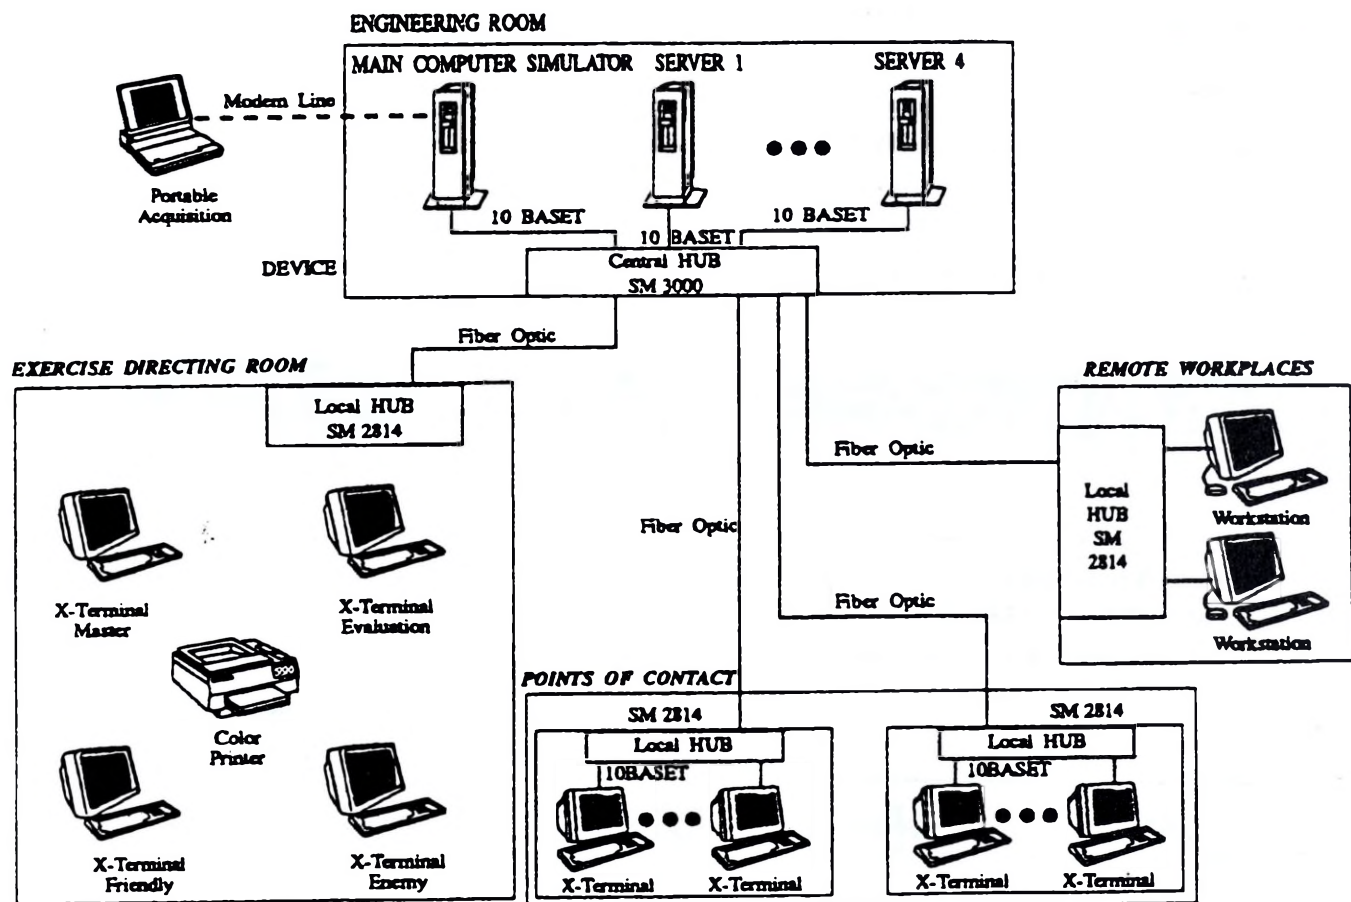 ENGINEERING ROOM
MAIN COMPUTER SIMULATOR SERVER 1 SERVER 4
Modem Line
Portable
Acquisition
10 BASET
10 BASET
10 BASET
DEVICE
Central HUB
SM 3000
Fiber Optic
EXERCISE DIRECTING ROOM
Local HUB
SM 2814
X-Terminal
Master
X-Terminal
Evaluation
Color
Printer
X-Terminal
Friendly
X-Terminal
Enemy
Fiber Optic
Fiber Optic
Fiber Optic
REMOTE WORKPLACES
Local
HUB
SM
2814
Workstation
Workstation
POINTS OF CONTACT
SM 2814
Local HUB
10BASET
X-Terminal X-Terminal
SM 2814
Local HUB
10BASET
X-Terminal X-Terminal